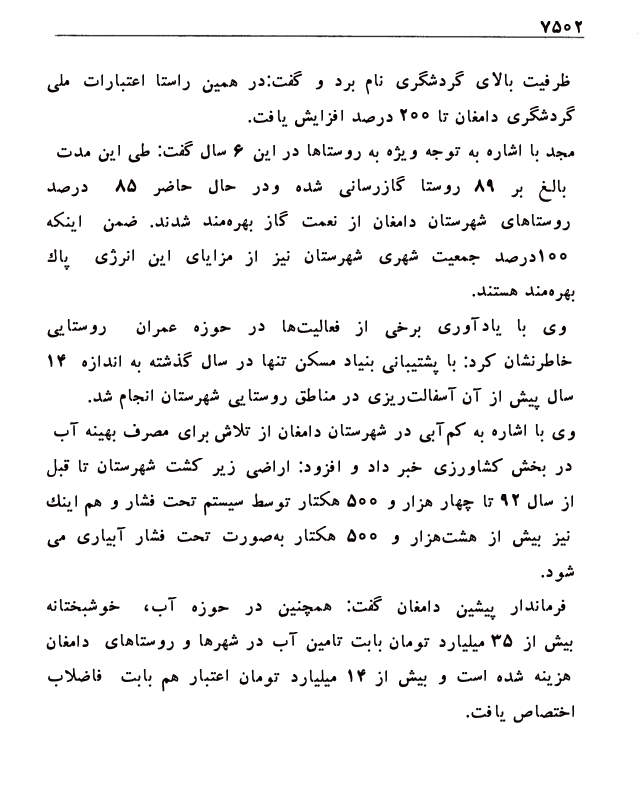 ۷۵۰۲
ظرفیت بالای گردشگری نام برد و گفت:در همین راستا اعتبارات ملی
گردشگری دامغان تا ۲۰۰ درصد افزایش یافت.
مجد با اشاره به توجه ویژه به روستاها در این ۶ سال گفت: طی این مدت
بالغ بر ۸۹ روستا گازرسانی شده ودر حال حاضر ۸۵ درصد
روستاهای شهرستان دامغان از نعمت گاز بهره‌مند شدند. ضمن اینکه
۱۰۰درصد جمعیت شهری شهرستان نیز از مزایای این انرژی پاك
بهره‌مند هستند.
وی با یادآوری برخی از فعالیت‌ها در حوزه عمران روستایی
خاطرنشان کرد: با پشتیبانی بنیاد مسکن تنها در سال گذشته به اندازه ۱۴
سال پیش از آن آسفالت‌ریزی در مناطق روستایی شهرستان انجام شد.
وی با اشاره به کم‌آبی در شهرستان دامغان از تلاش برای مصرف بهینه آب
در بخش کشاورزی خبر داد و افزود: اراضی زیر کشت شهرستان تا قبل
از سال ۹۲ تا چهار هزار و ۵۰۰ هکتار توسط سیستم تحت فشار و هم اینك
نیز بیش از هشت‌هزار و ۵۰۰ هکتار به‌صورت تحت فشار آبیاری می
شود.
فرماندار پیشین دامغان گفت: همچنین در حوزه آب، خوشبختانه
بیش از ۳۵ میلیارد تومان بابت تامین آب در شهرها و روستاهای دامغان
هزینه شده است و بیش از ۱۴ میلیارد تومان اعتبار هم بابت فاضلاب
اختصاص یافت.